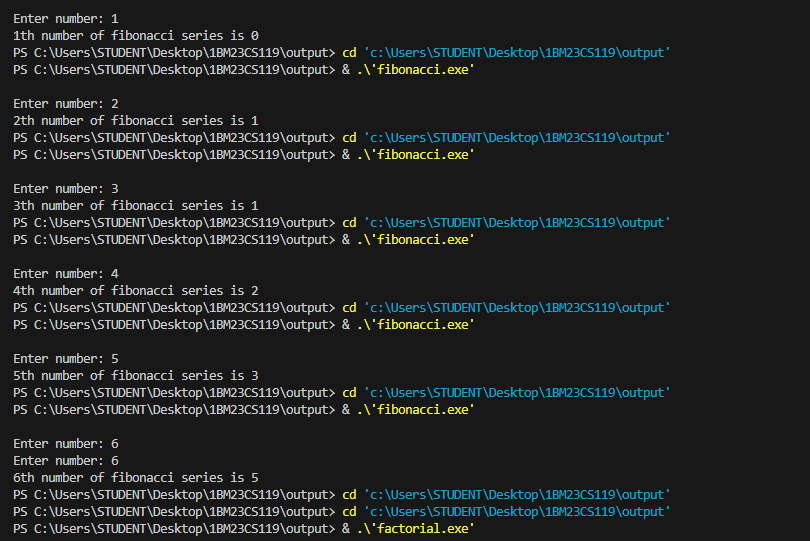 Enter number: 1
1th number of fibonacci series is 0
PS C:\Users\STUDENT\Desktop\1BM23CS119\output> cd 'c:\Users\STUDENT\Desktop\1BM23CS119\output'
PS C:\Users\STUDENT\Desktop\1BM23CS119\output> & .\'fibonacci.exe'
Enter number: 2
2th number of fibonacci series is 1
PS C:\Users\STUDENT\Desktop\1BM23CS119\output> cd 'c:\Users\STUDENT\Desktop\1BM23CS119\output'
PS C:\Users\STUDENT\Desktop\1BM23CS119\output> & .\'fibonacci.exe'
Enter number: 3
3th number of fibonacci series is 1
PS C:\Users\STUDENT\Desktop\1BM23CS119\output> cd 'c:\Users\STUDENT\Desktop\1BM23CS119\output'
PS C:\Users\STUDENT\Desktop\1BM23CS119\output> & .\'fibonacci.exe'
Enter number: 4
4th number of fibonacci series is 2
PS C:\Users\STUDENT\Desktop\1BM23CS119\output> cd 'c:\Users\STUDENT\Desktop\1BM23CS119\output'
PS C:\Users\STUDENT\Desktop\1BM23CS119\output> & .\'fibonacci.exe'
Enter number: 5
5th number of fibonacci series is 3
PS C:\Users\STUDENT\Desktop\1BM23CS119\output> cd 'c:\Users\STUDENT\Desktop\1BM23CS119\output'
PS C:\Users\STUDENT\Desktop\1BM23CS119\output> & .\'fibonacci.exe'
Enter number: 6
Enter number: 6
6th number of fibonacci series is 5
PS C:\Users\STUDENT\Desktop\1BM23CS119\output> cd 'c:\Users\STUDENT\Desktop\1BM23CS119\output'
PS C:\Users\STUDENT\Desktop\1BM23CS119\output> cd 'c:\Users\STUDENT\Desktop\1BM23CS119\output'
PS C:\Users\STUDENT\Desktop\1BM23CS119\output> & .\'factorial.exe'